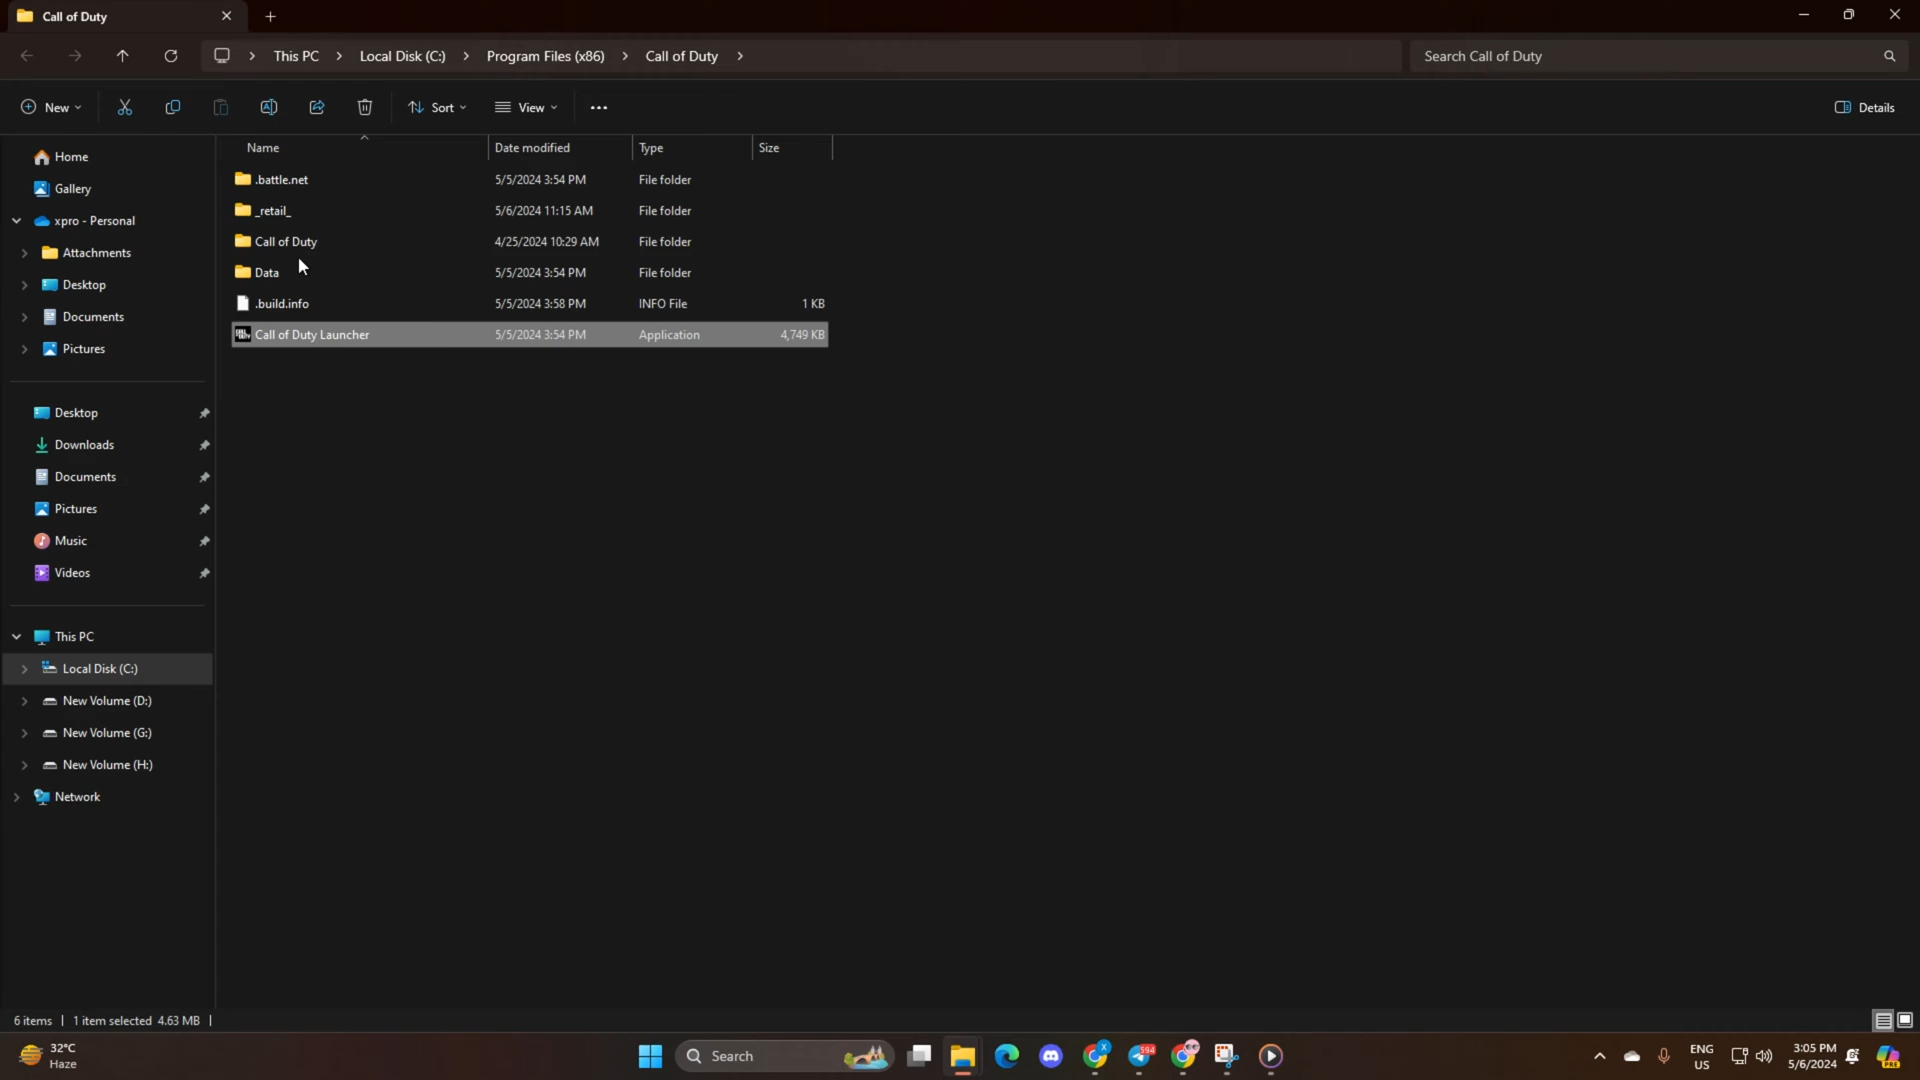 Call of Duty
This PC
Local Disk (C:)
Program Files (x86)
Call of Duty
Search Call of Duty
New
Sort
View
Details
Name Date modified Type Size
.battle.net 5/5/2024 3:54 PM File folder
_retail_ 5/6/2024 11:15 AM File folder
Call of Duty 4/25/2024 10:29 AM File folder
Data 5/5/2024 3:54 PM File folder
.build.info 5/5/2024 3:58 PM INFO File 1 KB
Call of Duty Launcher 5/5/2024 3:54 PM Application 4,749 KB
Home
Gallery
xpro - Personal
Attachments
Desktop
Documents
Pictures
Desktop
Downloads
Documents
Pictures
Music
Videos
This PC
Local Disk (C:)
New Volume (D:)
New Volume (G:)
New Volume (H:)
Network
6 items 1 item selected 4.63 MB
32°C
Haze
Search
X
594
ENG
US
3:05 PM
5/6/2024
PRE